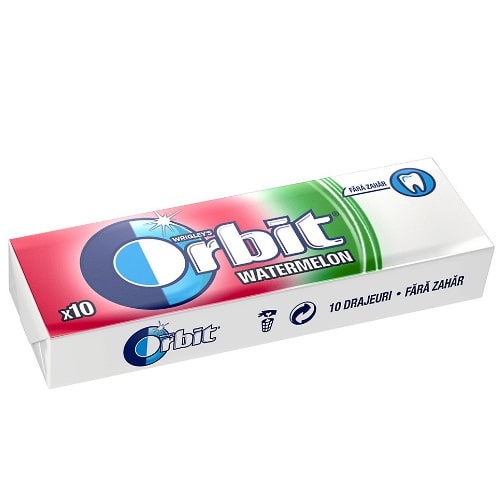 FĂRĂ ZAHĂR
WRIGLEY'S
Orbit®
WATERMELON
x10
Orbit
10 DRAJEURI • FĂRĂ ZAHĂR